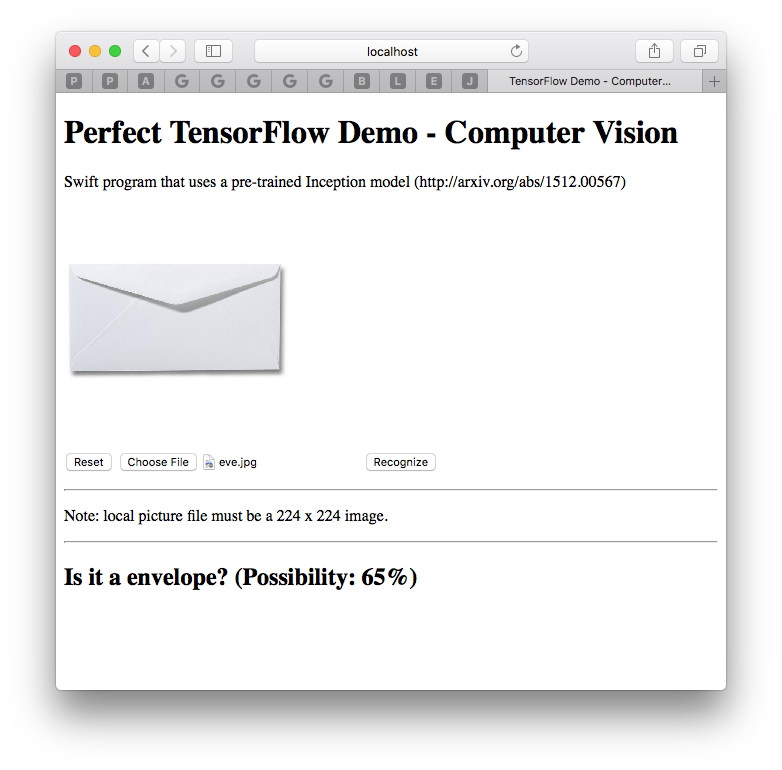 localhost
P P A G G G G G B L E J TensorFlow Demo - Computer...
Perfect TensorFlow Demo - Computer Vision
Swift program that uses a pre-trained Inception model (http://arxiv.org/abs/1512.00567)
Reset Choose File eve.jpg Recognize
Note: local picture file must be a 224 x 224 image.
Is it a envelope? (Possibility: 65%)